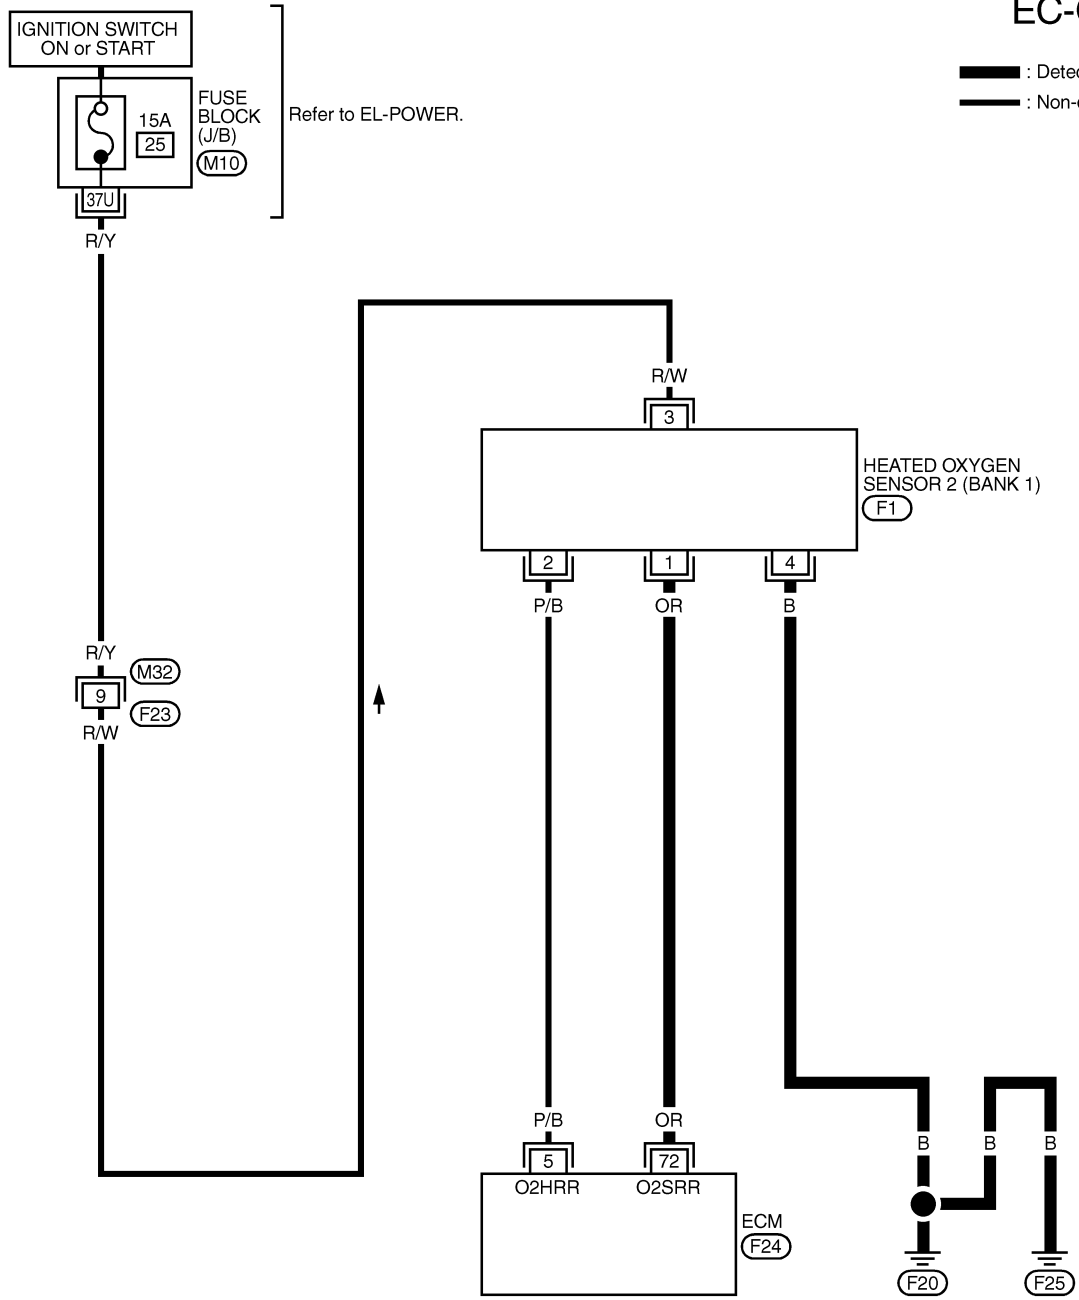 EC-
IGNITION SWITCH
ON or START
: Detec
: Non-
FUSE
BLOCK
(J/B)
M10
15A
25
Refer to EL-POWER.
37U
R/Y
R/W
3
HEATED OXYGEN
SENSOR 2 (BANK 1)
F1
2
1
4
P/B
OR
B
R/Y
M32
9
F23
R/W
P/B
OR
B
B
B
5
72
O2HRR
O2SRR
ECM
F24
F20
F25